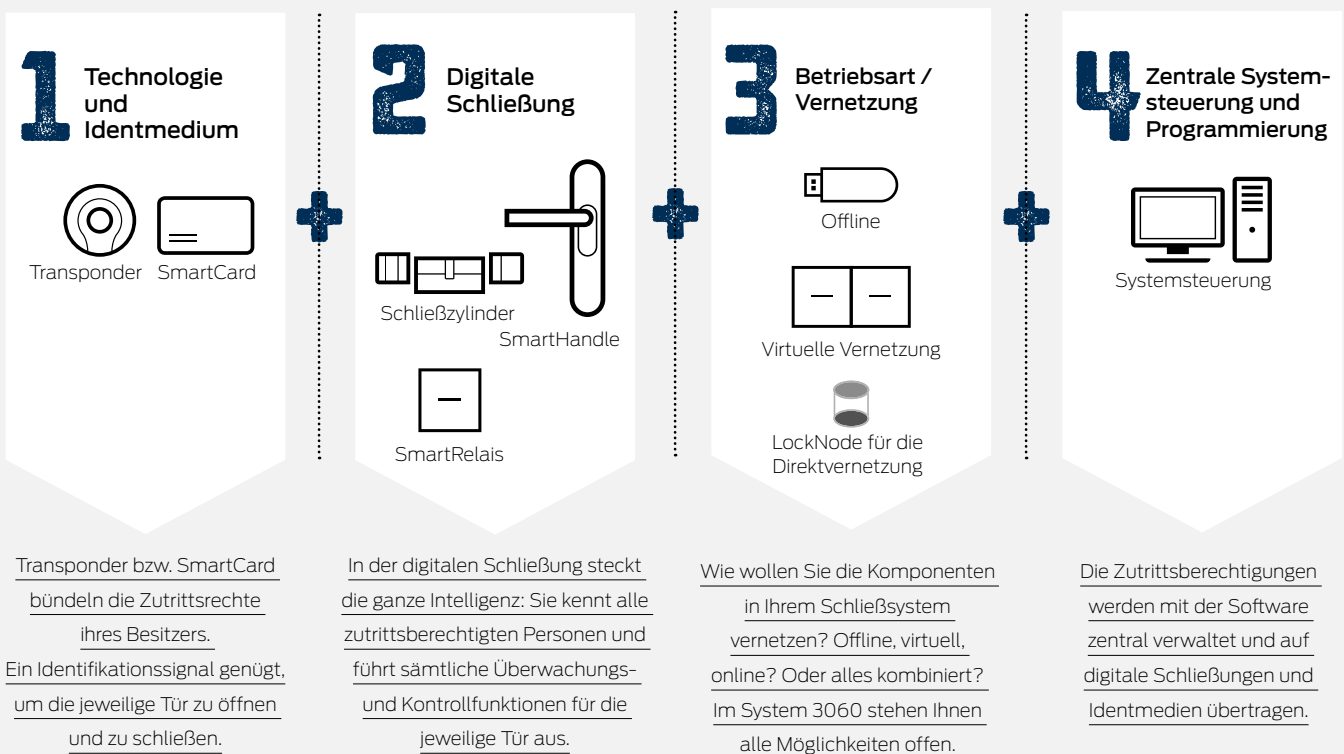 1
Technologie
und
Identmedium
Transponder
SmartCard
Transponder bzw. SmartCard
bündeln die Zutrittsrechte
ihres Besitzers.
Ein Identifikationssignal genügt,
um die jeweilige Tür zu öffnen
und zu schließen.
2
Digitale
Schließung
Schließzylinder
SmartHandle
SmartRelais
In der digitalen Schließung steckt
die ganze Intelligenz: Sie kennt alle
zutrittsberechtigten Personen und
führt sämtliche Überwachungs-
und Kontrollfunktionen für die
jeweilige Tür aus.
3
Betriebsart /
Vernetzung
Offline
Virtuelle Vernetzung
LockNode für die
Direktvernetzung
Wie wollen Sie die Komponenten
in Ihrem Schließsystem
vernetzen? Offline, virtuell,
online? Oder alles kombiniert?
Im System 3060 stehen Ihnen
alle Möglichkeiten offen.
4
Zentrale System-
steuerung und
Programmierung
Systemsteuerung
Die Zutrittsberechtigungen
werden mit der Software
zentral verwaltet und auf
digitale Schließungen und
Identmedien übertragen.